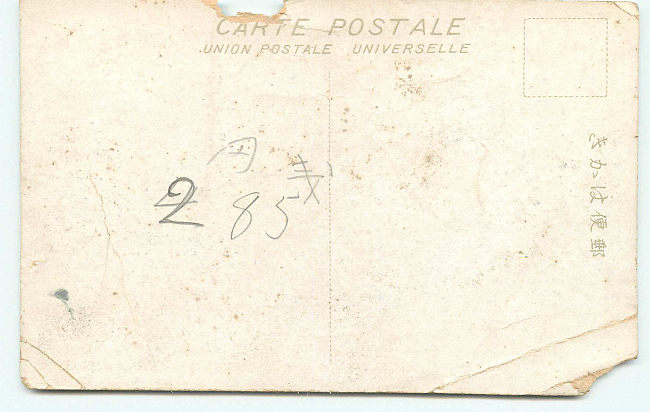 CARTE POSTALE
UNION POSTALE UNIVERSELLE
郵便はかき
2 85